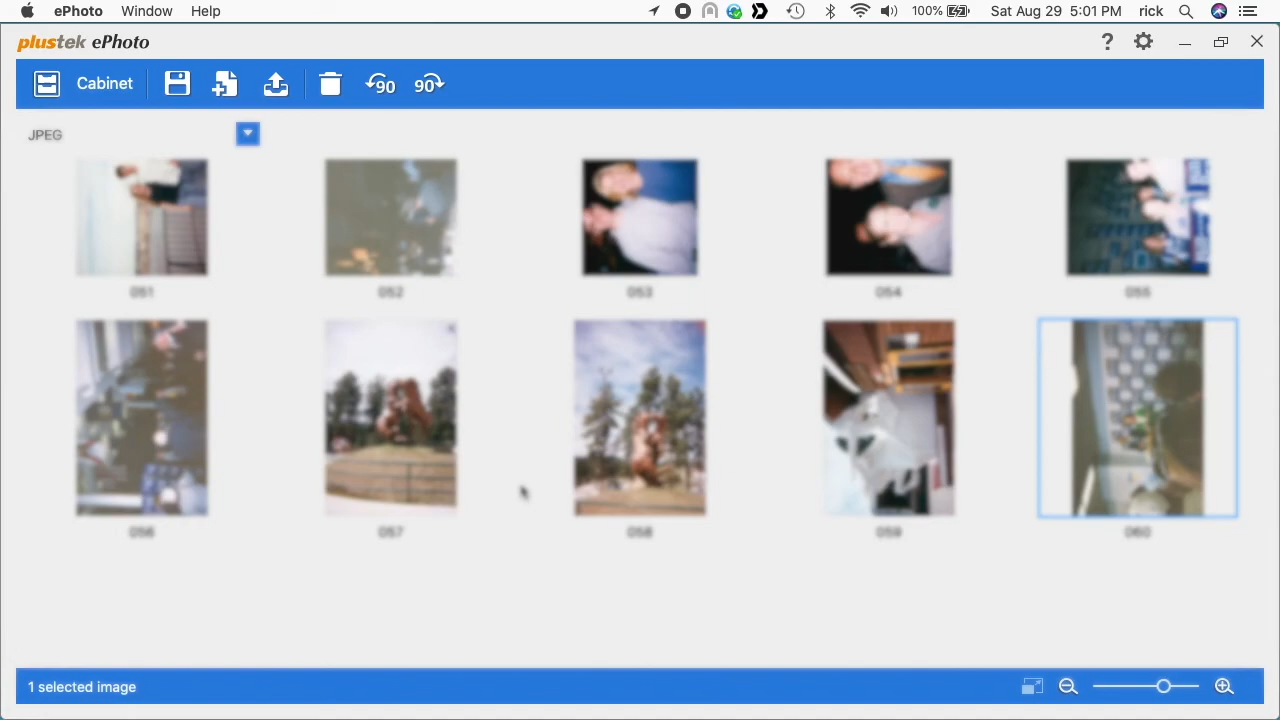 ePhoto Window Help 100% Sat Aug 29 5:01 PM rick
plustek ePhoto ?
Cabinet 90 90
JPEG
051 052 053 054 055
056 057 058 059 060
1 selected image